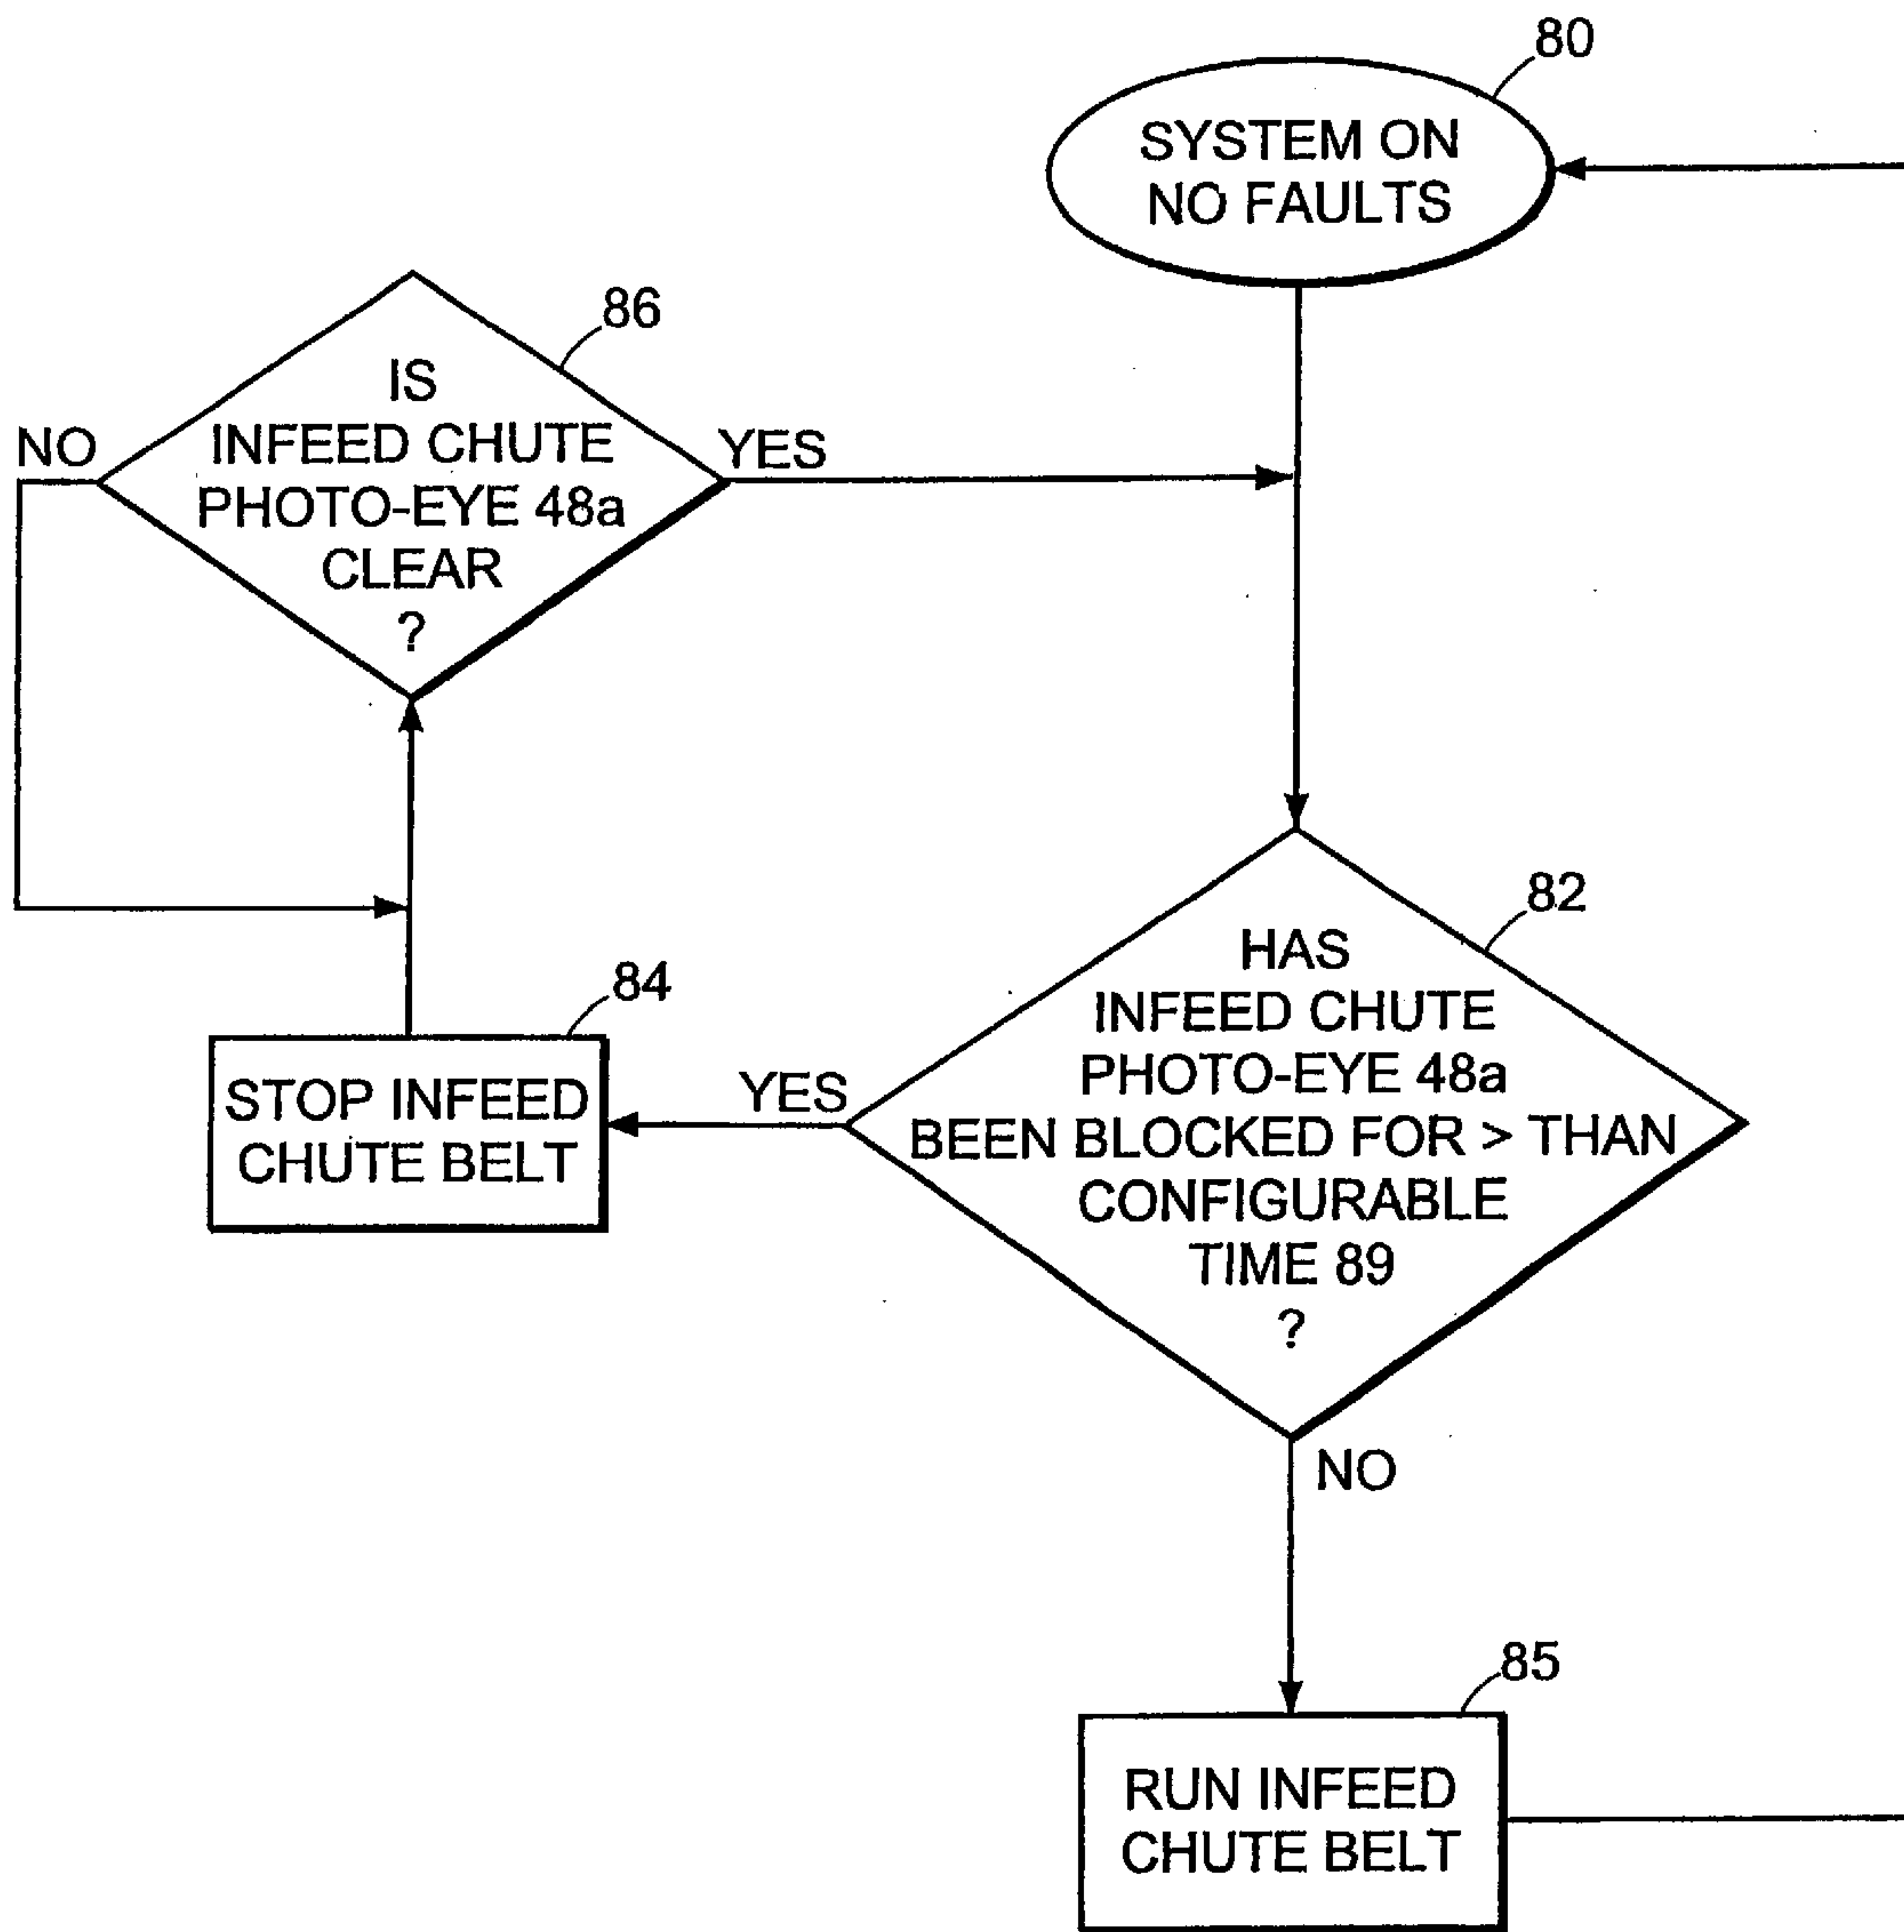 80
SYSTEM ON
NO FAULTS
86
IS
INFEED CHUTE
PHOTO-EYE 48a
CLEAR
?
NO
YES
82
HAS
INFEED CHUTE
PHOTO-EYE 48a
BEEN BLOCKED FOR > THAN
CONFIGURABLE
TIME 89
?
YES
84
STOP INFEED
CHUTE BELT
NO
85
RUN INFEED
CHUTE BELT